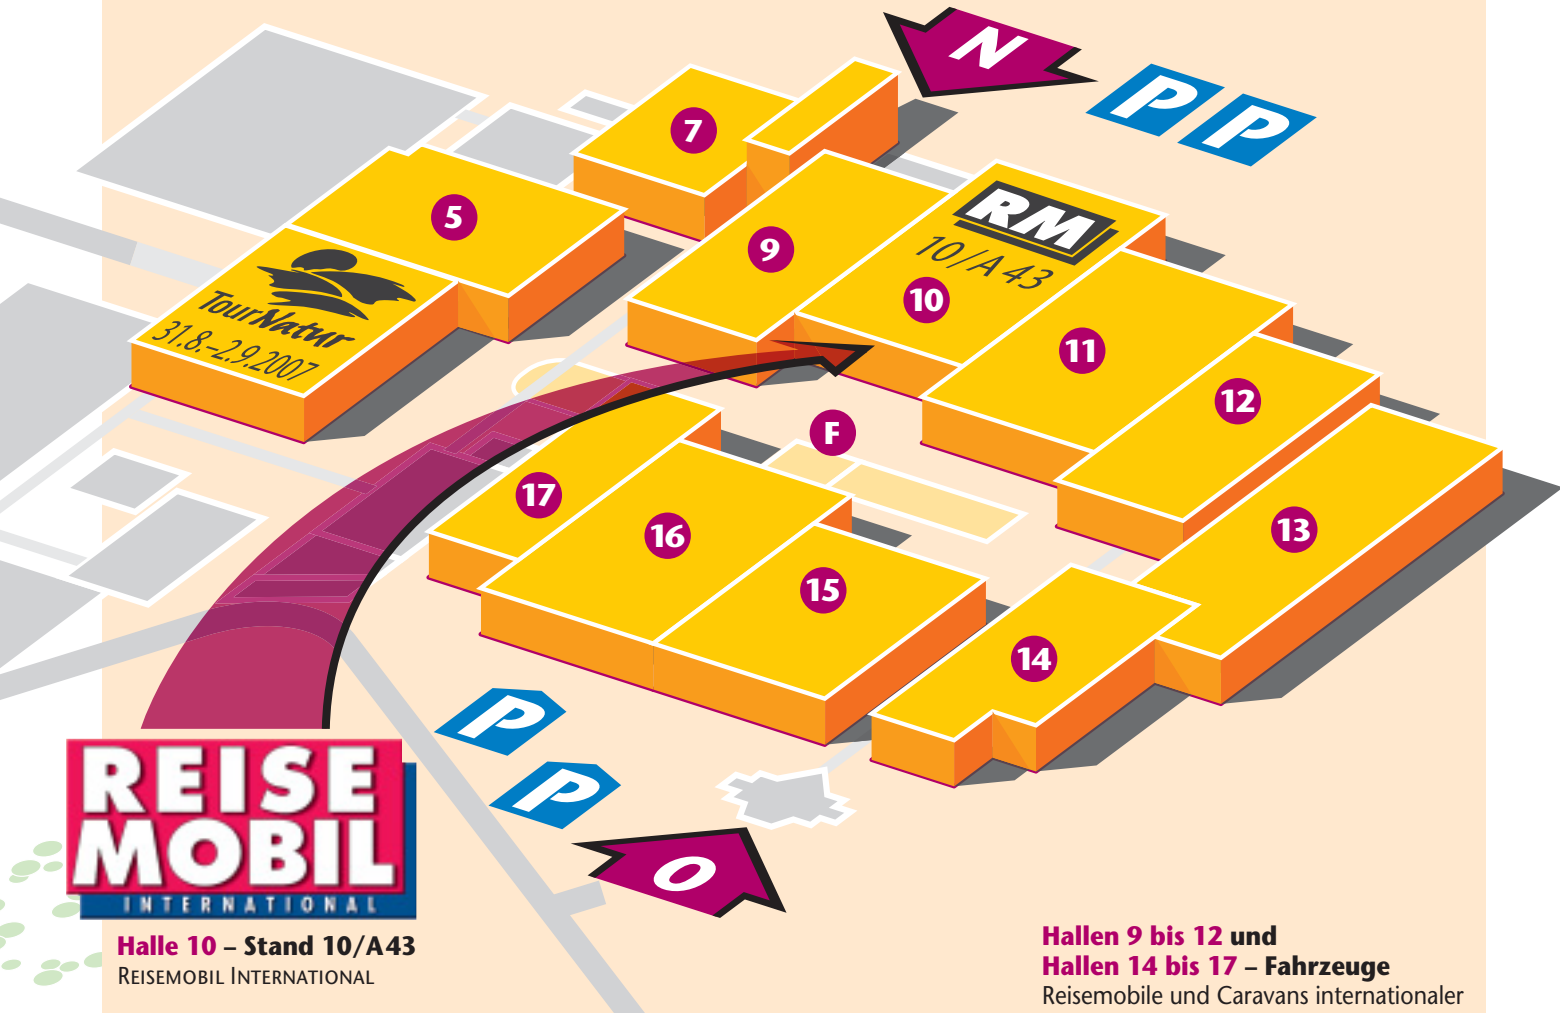 N
P
P
7
5
RM
10/A 43
9
10
TourNatur
31.8.–2.9.2007
11
12
F
17
16
13
15
14
P
P
O
REISE
MOBIL
INTERNATIONAL
Halle 10 – Stand 10/A43
REISEMOBIL INTERNATIONAL
Hallen 9 bis 12 und
Hallen 14 bis 17 – Fahrzeuge
Reisemobile und Caravans internationaler